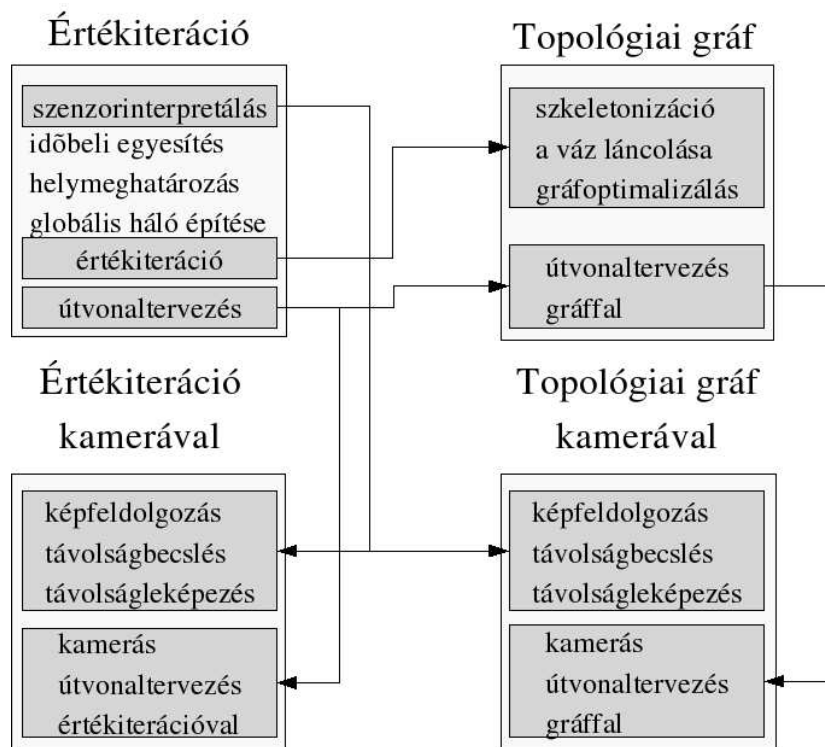 Értékiteráció
szenzorinterpretálás
idõbeli egyesítés
helymeghatározás
globális háló építése
értékiteráció
útvonaltervezés
Topológiai gráf
szkeletonizáció
a váz láncolása
gráfoptimalizálás
útvonaltervezés
gráffal
Értékiteráció
kamerával
képfeldolgozás
távolságbecslés
távolságleképezés
kamerás
útvonaltervezés
értékiterációval
Topológiai gráf
kamerával
képfeldolgozás
távolságbecslés
távolságleképezés
kamerás
útvonaltervezés
gráffal